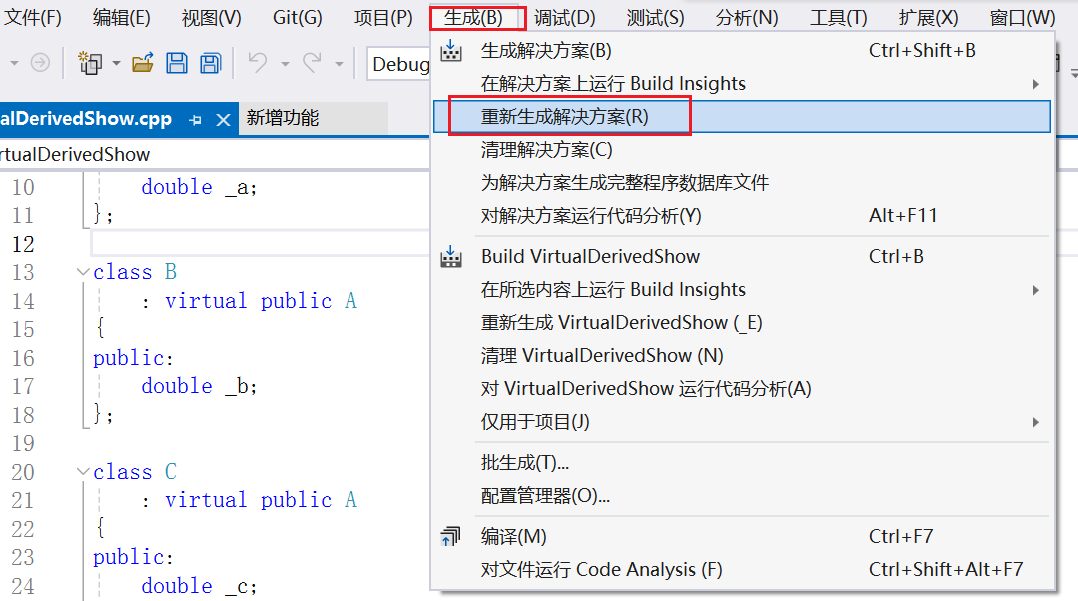 文件(F) 编辑(E) 视图(V) Git(G) 项目(P) 生成(B) 调试(D) 测试(S) 分析(N) 工具(T) 扩展(X) 窗口(W)
Debug
alDerivedShow.cpp 新增功能
rtualDerivedShow
10 double _a;
11 };
12
13 class B
14 : virtual public A
15 {
16 public:
17 double _b;
18 };
19
20 class C
21 : virtual public A
22 {
23 public:
24 double _c;
生成解决方案(B) Ctrl+Shift+B
在解决方案上运行 Build Insights
重新生成解决方案(R)
清理解决方案(C)
为解决方案生成完整程序数据库文件
对解决方案运行代码分析(Y) Alt+F11
Build VirtualDerivedShow Ctrl+B
在所选内容上运行 Build Insights
重新生成 VirtualDerivedShow (_E)
清理 VirtualDerivedShow (N)
对 VirtualDerivedShow 运行代码分析(A)
仅用于项目(J)
批生成(T)...
配置管理器(O)...
编译(M) Ctrl+F7
对文件运行 Code Analysis (F) Ctrl+Shift+Alt+F7